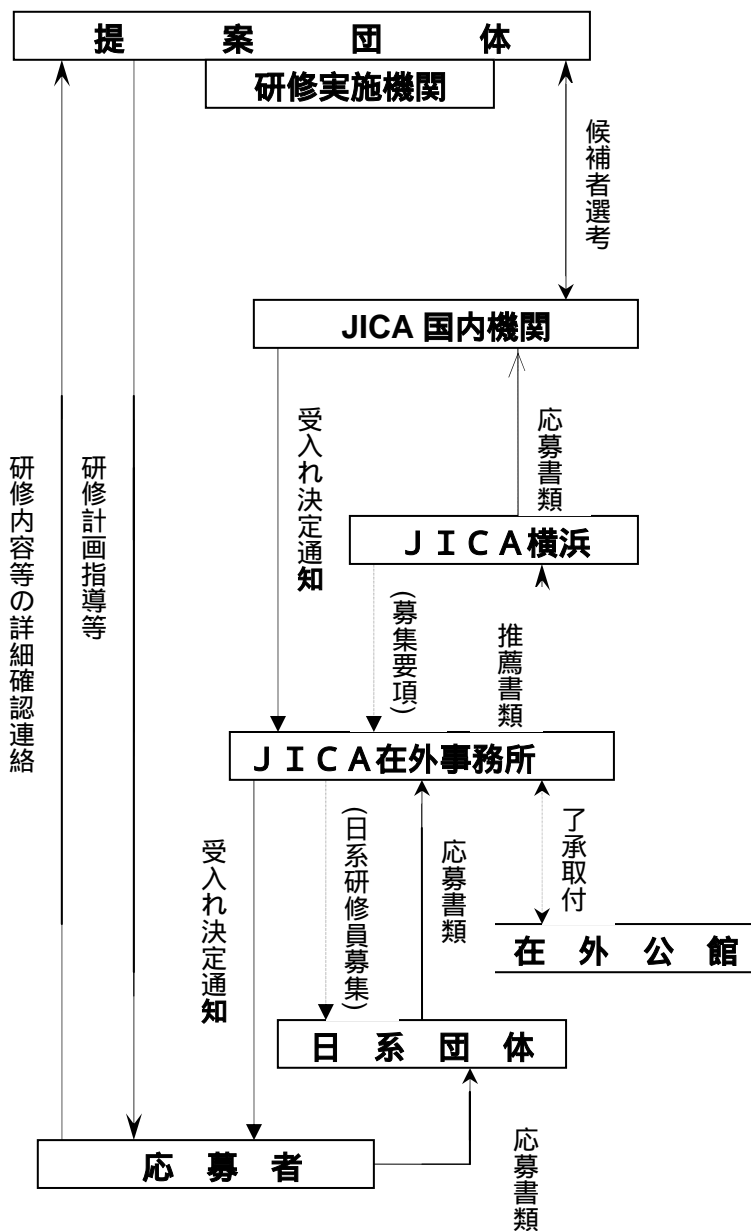 提　案　団　体
研修実施機関
候補者選考
JICA 国内機関
受入れ決定通知
応募書類
ＪＩＣＡ横浜
研修内容等の詳細確認連絡
研修計画指導等
(募集要項)
推薦書類
ＪＩＣＡ在外事務所
受入れ決定通知
(日系研修員募集)
応募書類
了承取付
在　外　公　館
日　系　団　体
応　募　者
応募書類